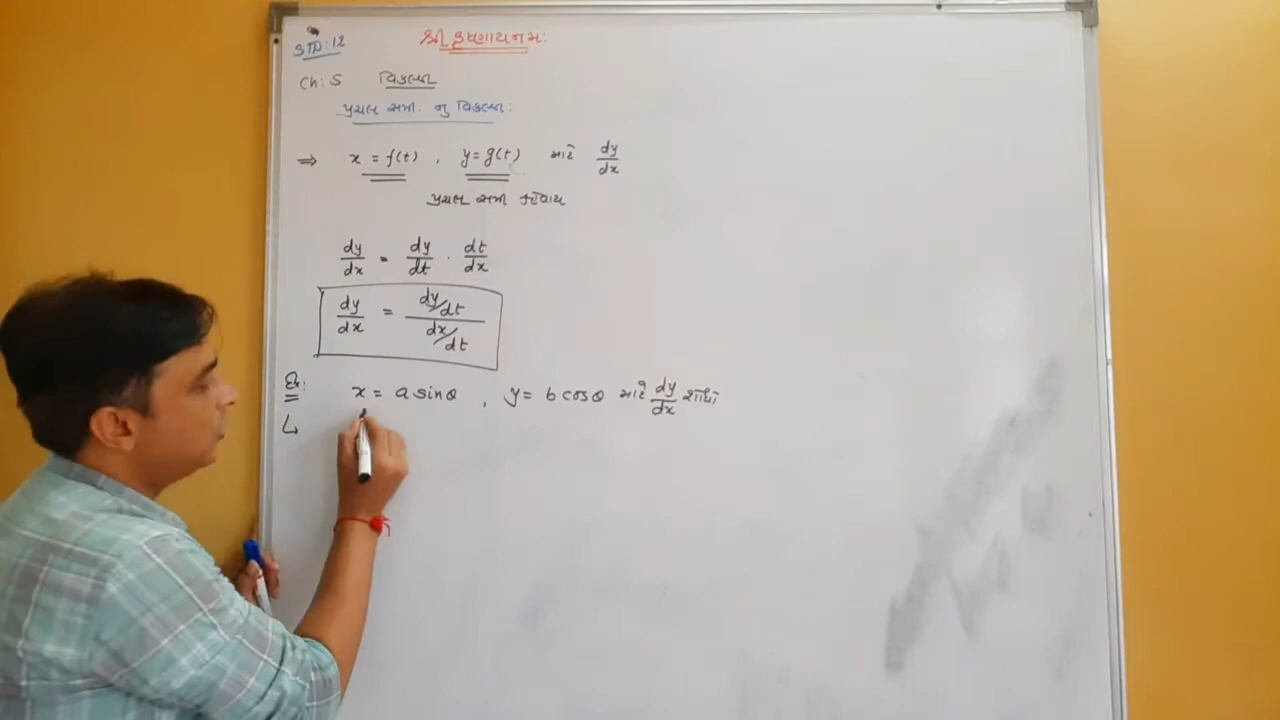 શ્રી કૃષ્ણાય નમઃ
STD: 12
Ch: 5 વિકલન
પ્રચલ સમી. નુ વિકલન:
⇒ x = f(t) , y = g(t) માટે dy/dx
પ્રચલ સમી કહેવાય
dy/dx = dy/dt · dt/dx
dy/dx = (dy/dt)/(dx/dt)
x = a sinθ , y = b cosθ માટે dy/dx શોધો